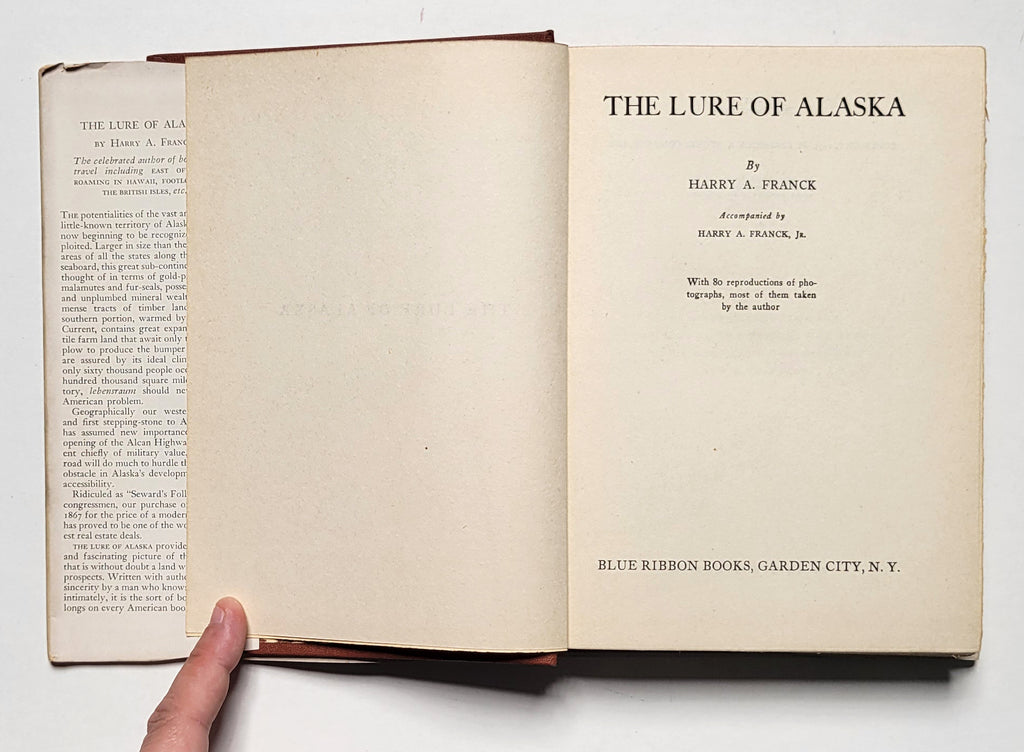 THE LURE OF ALA
BY HARRY A. FRANC
The celebrated author of bo
travel including EAST OF
ROAMING IN HAWAII, FOOTLO
THE BRITISH ISLES, etc.
THE potentialities of the vast an
little-known territory of Alask
now beginning to be recogniz
ploited. Larger in size than the
areas of all the states along th
seaboard, this great sub-contine
thought of in terms of gold-p
malamutes and fur-seals, posse
and unplumbed mineral wealt
mense tracts of timber land
southern portion, warmed by
Current, contains great expan
tile farm land that await only t
plow to produce the bumper
are assured by its ideal clim
only sixty thousand people occ
hundred thousand square mile
tory, lebensraum should ne
American problem.
Geographically our weste
and first stepping-stone to A
has assumed new importance
opening of the Alcan Highwa
ent chiefly of military value,
road will do much to hurdle th
obstacle in Alaska's developm
accessibility.
Ridiculed as "Seward's Foll
congressmen, our purchase o
1867 for the price of a modern
has proved to be one of the wo
est real estate deals.
THE LURE OF ALASKA provide
and fascinating picture of th
that is without doubt a land w
prospects. Written with autho
sincerity by a man who know
intimately, it is the sort of bo
longs on every American boo
THE LURE OF ALASKA
By
HARRY A. FRANCK
Accompanied by
HARRY A. FRANCK, JR.
With 80 reproductions of pho-
tographs, most of them taken
by the author
BLUE RIBBON BOOKS, GARDEN CITY, N. Y.